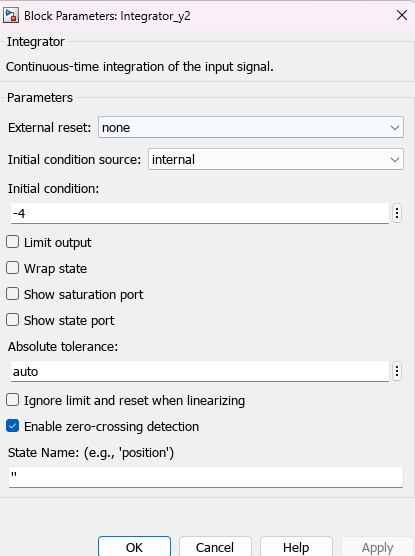 Block Parameters: Integrator_y2
Integrator
Continuous-time integration of the input signal.
Parameters
External reset: none
Initial condition source: internal
Initial condition:
-4
Limit output
Wrap state
Show saturation port
Show state port
Absolute tolerance:
auto
Ignore limit and reset when linearizing
Enable zero-crossing detection
State Name: (e.g., 'position')
''
OK Cancel Help Apply